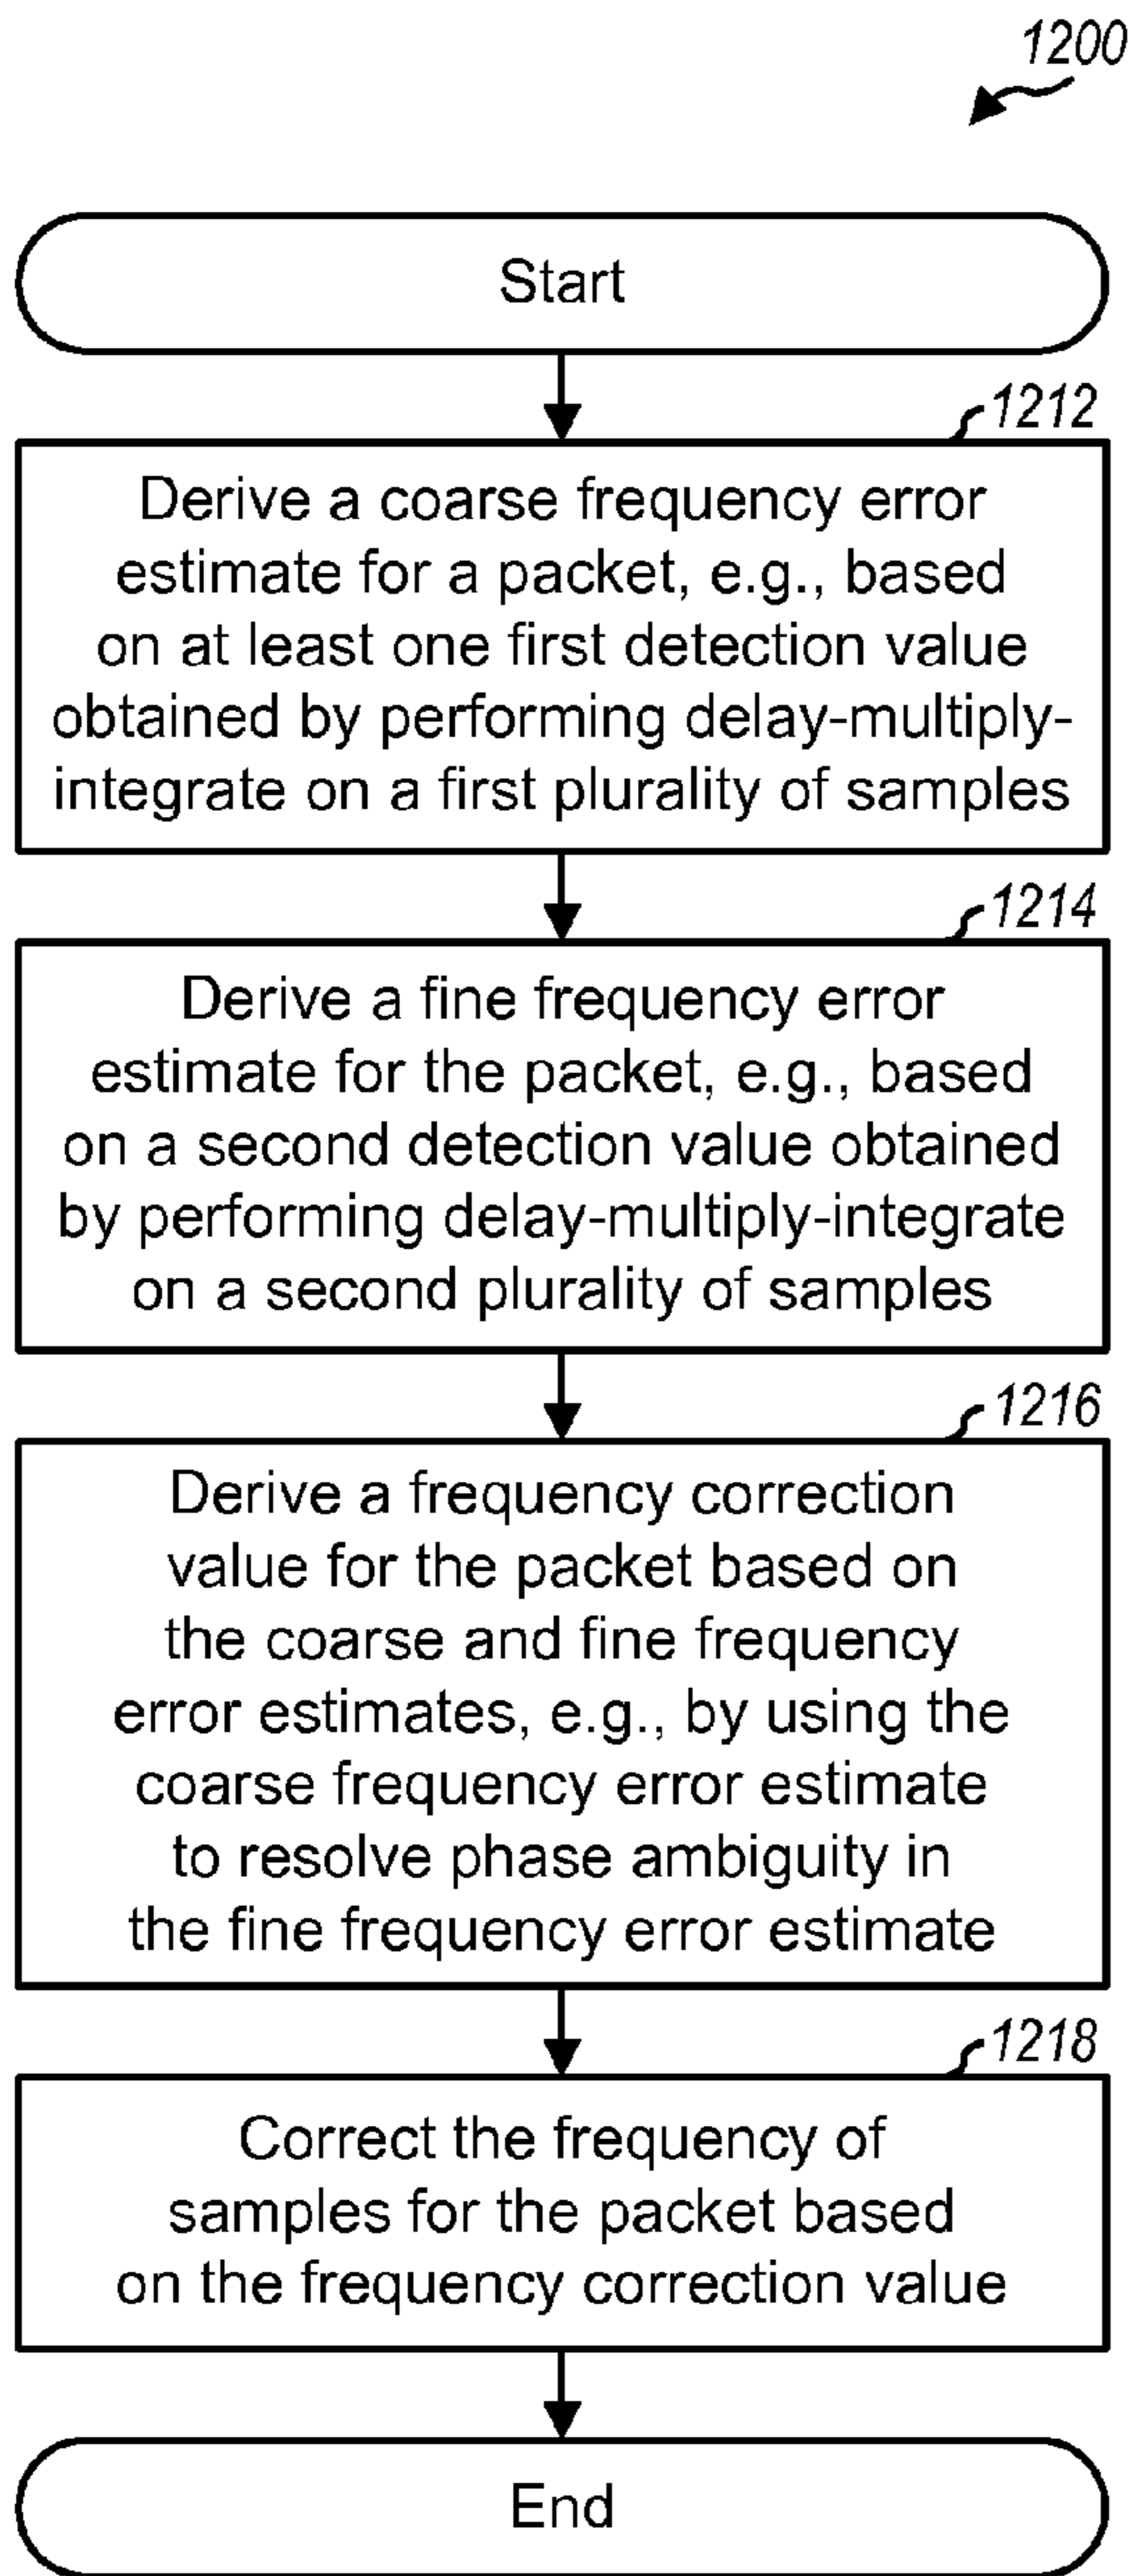 1200
Start
1212
Derive a coarse frequency error
estimate for a packet, e.g., based
on at least one first detection value
obtained by performing delay-multiply-
integrate on a first plurality of samples
1214
Derive a fine frequency error
estimate for the packet, e.g., based
on a second detection value obtained
by performing delay-multiply-integrate
on a second plurality of samples
1216
Derive a frequency correction
value for the packet based on
the coarse and fine frequency
error estimates, e.g., by using the
coarse frequency error estimate
to resolve phase ambiguity in
the fine frequency error estimate
1218
Correct the frequency of
samples for the packet based
on the frequency correction value
End